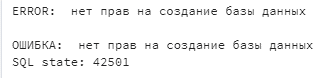 ERROR:  нет прав на создание базы данных
ОШИБКА:  нет прав на создание базы данных
SQL state: 42501